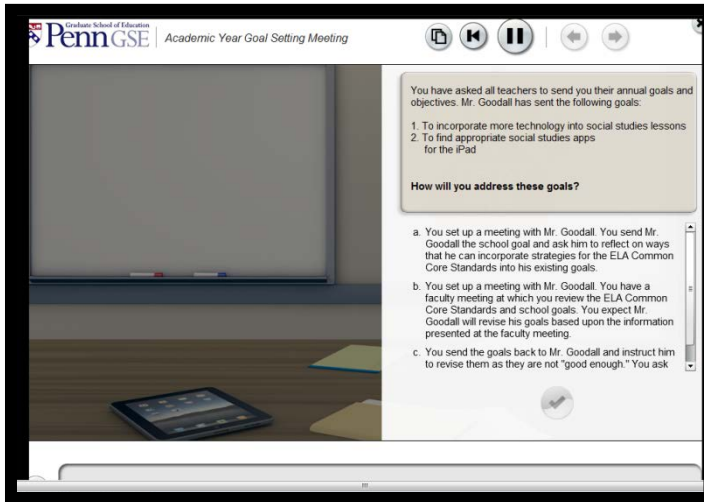 Graduate School of Education
Penn GSE
Academic Year Goal Setting Meeting
You have asked all teachers to send you their annual goals and
objectives. Mr. Goodall has sent the following goals:
1. To incorporate more technology into social studies lessons
2. To find appropriate social studies apps
for the iPad
How will you address these goals?
a. You set up a meeting with Mr. Goodall. You send Mr.
Goodall the school goal and ask him to reflect on ways
that he can incorporate strategies for the ELA Common
Core Standards into his existing goals.
b. You set up a meeting with Mr. Goodall. You have a
faculty meeting at which you review the ELA Common
Core Standards and school goals. You expect Mr.
Goodall will revise his goals based upon the information
presented at the faculty meeting.
c. You send the goals back to Mr. Goodall and instruct him
to revise them as they are not "good enough." You ask